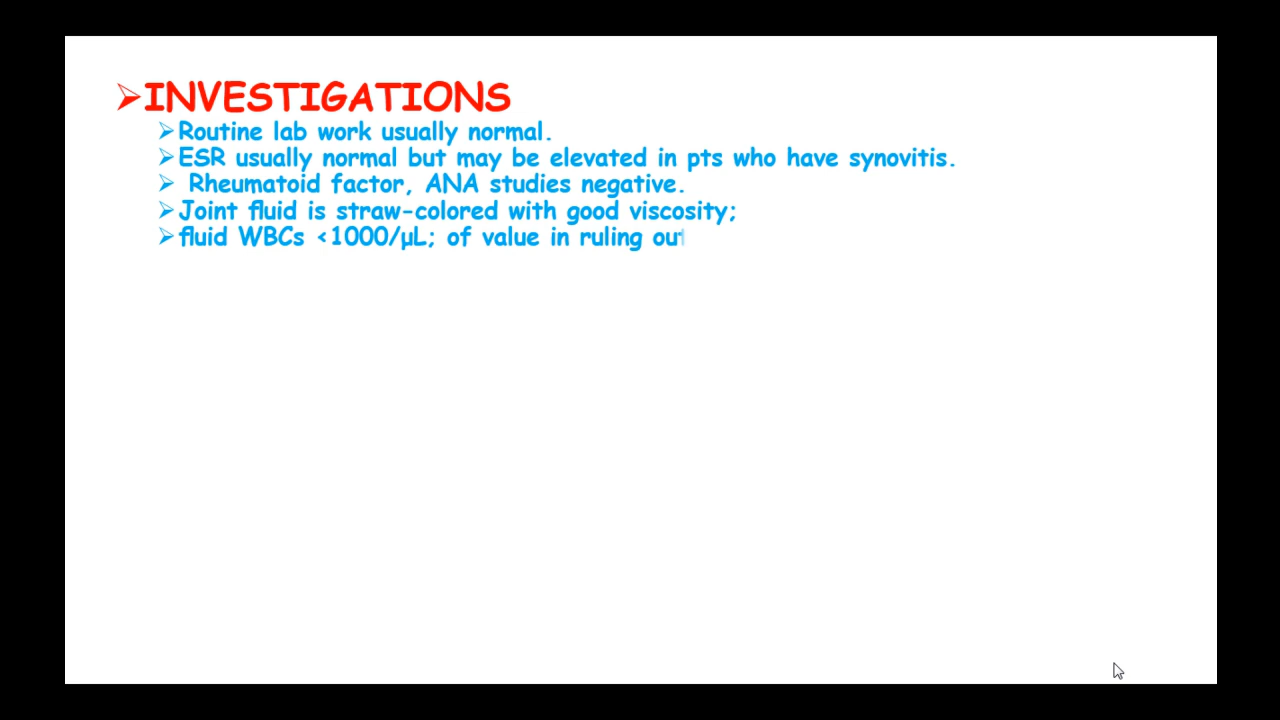 ➢INVESTIGATIONS
➢Routine lab work usually normal.
➢ESR usually normal but may be elevated in pts who have synovitis.
➢ Rheumatoid factor, ANA studies negative.
➢Joint fluid is straw-colored with good viscosity;
➢fluid WBCs <1000/μL; of value in ruling out